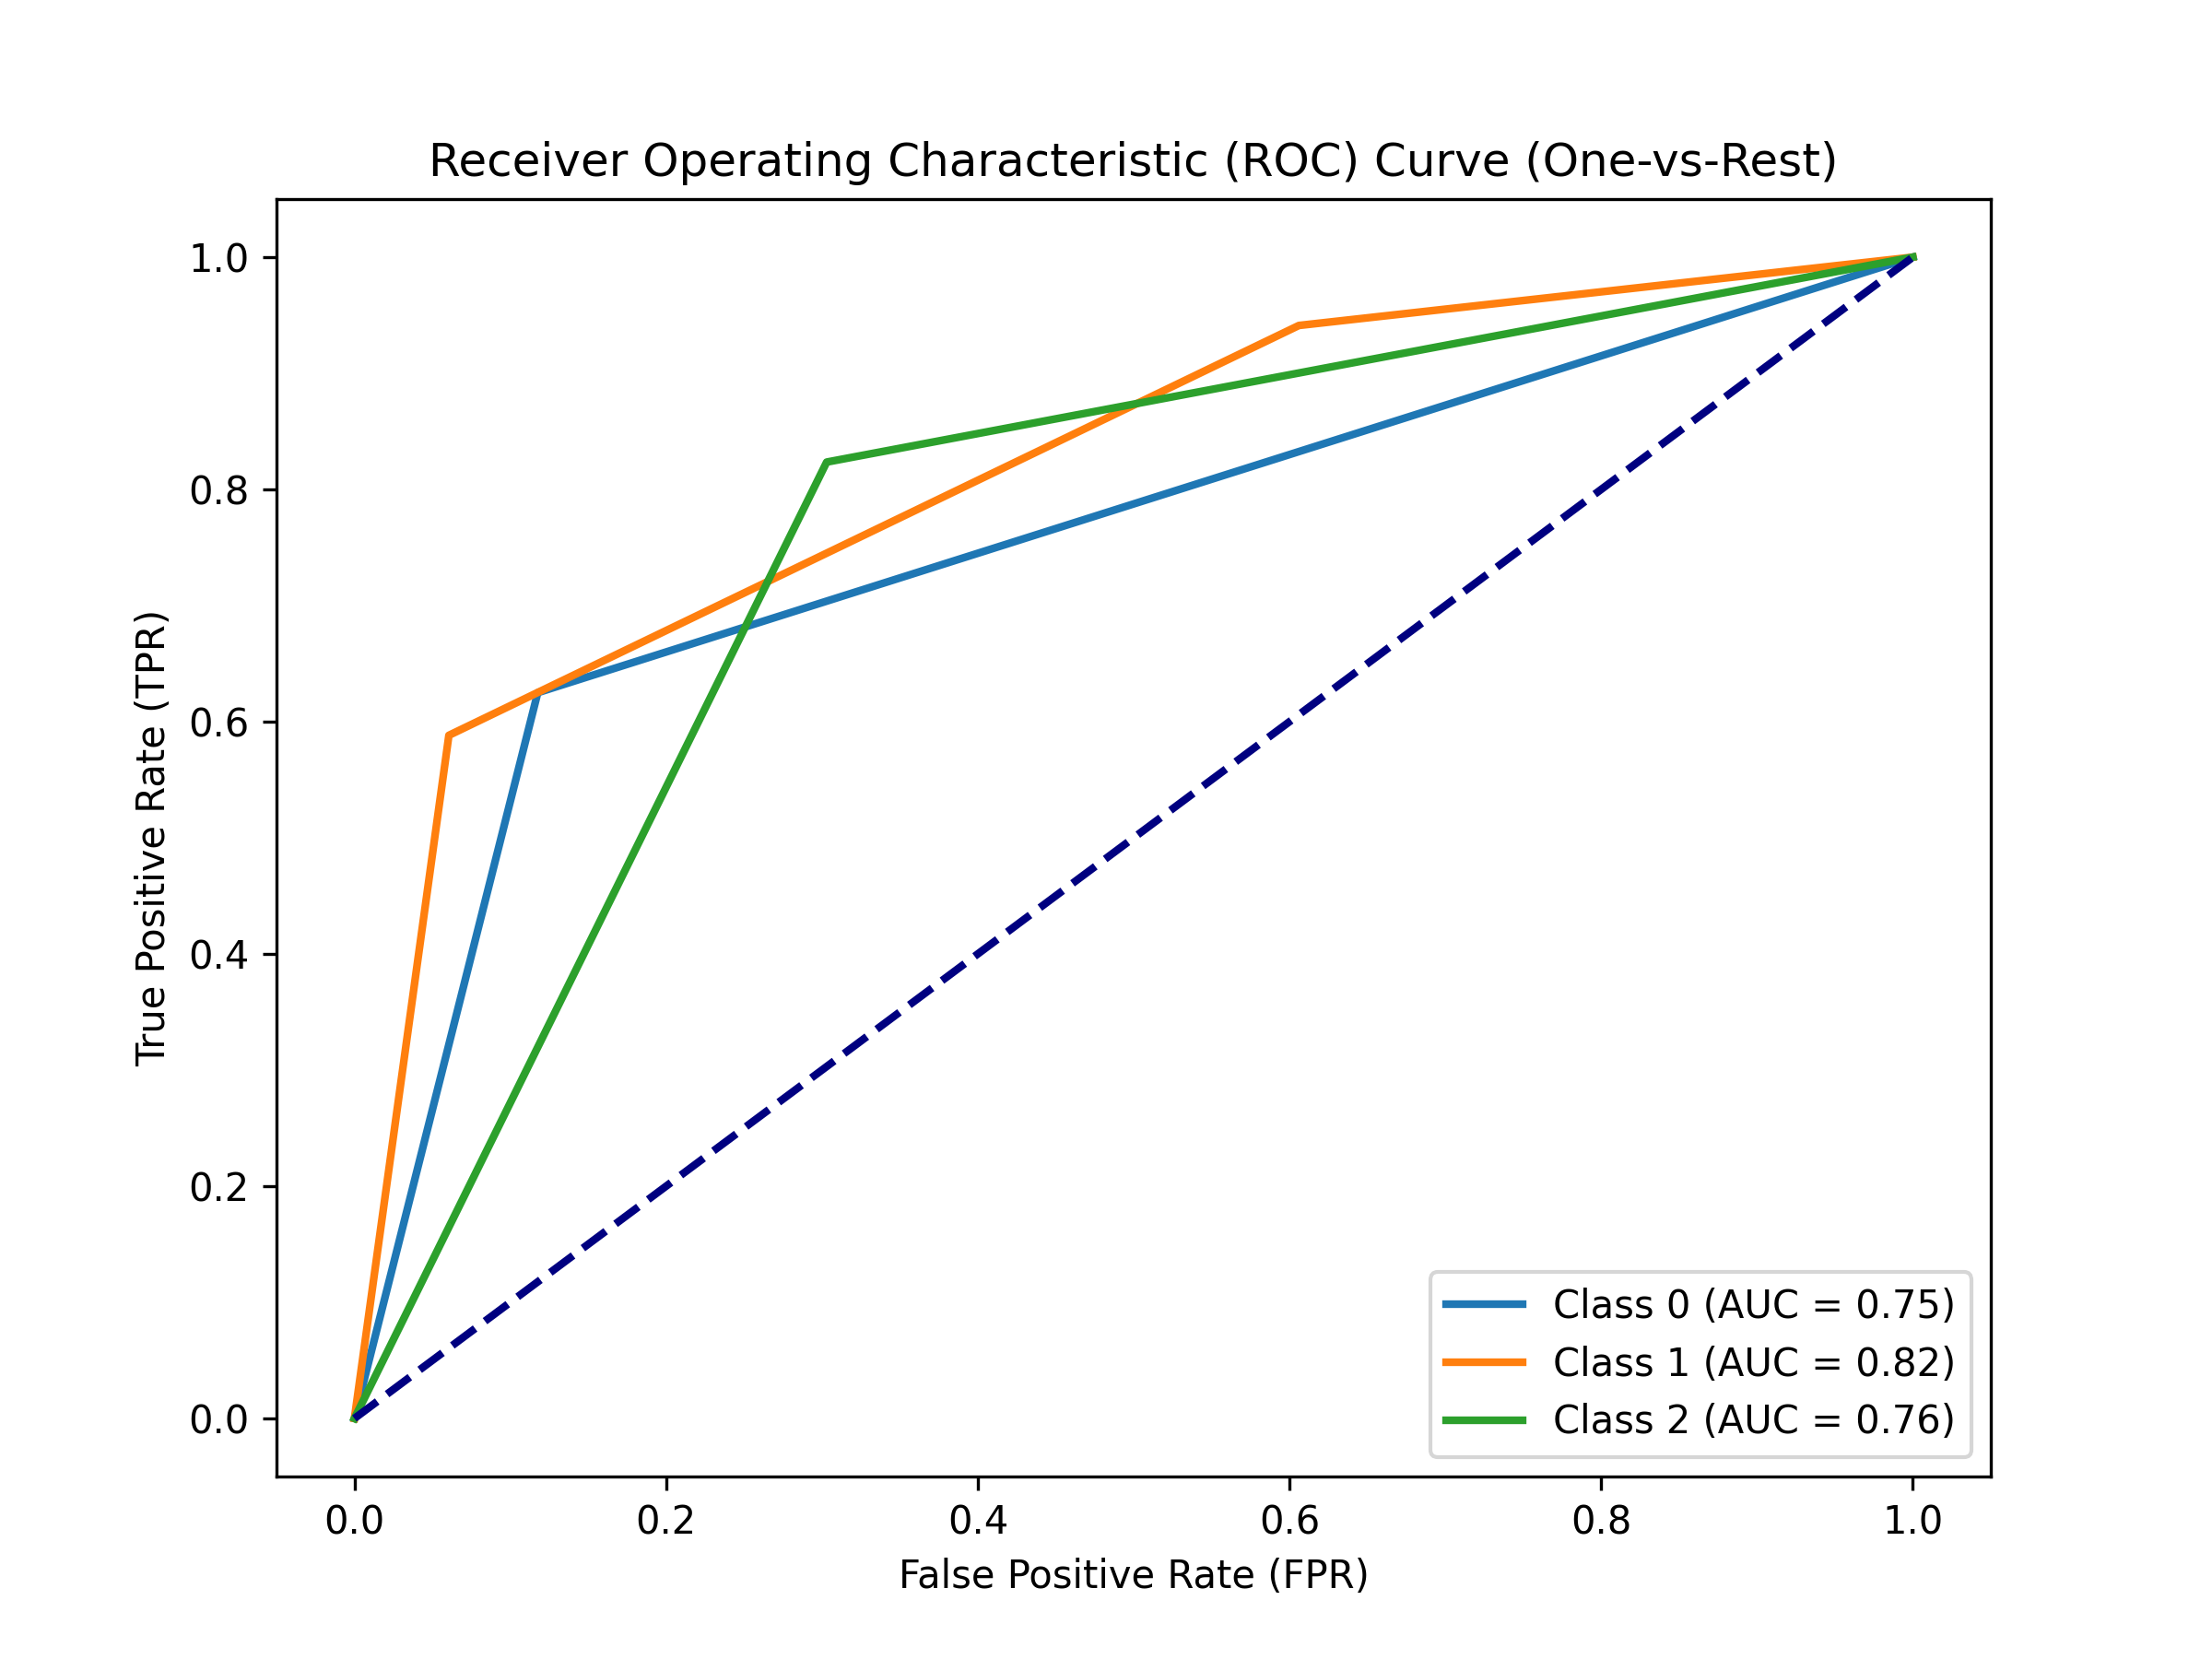 Receiver Operating Characteristic (ROC) Curve (One-vs-Rest)
1.0
0.8
0.6
0.4
0.2
0.0
True Positive Rate (TPR)
Class 0 (AUC = 0.75)
Class 1 (AUC = 0.82)
Class 2 (AUC = 0.76)
0.0 0.2 0.4 0.6 0.8 1.0
False Positive Rate (FPR)